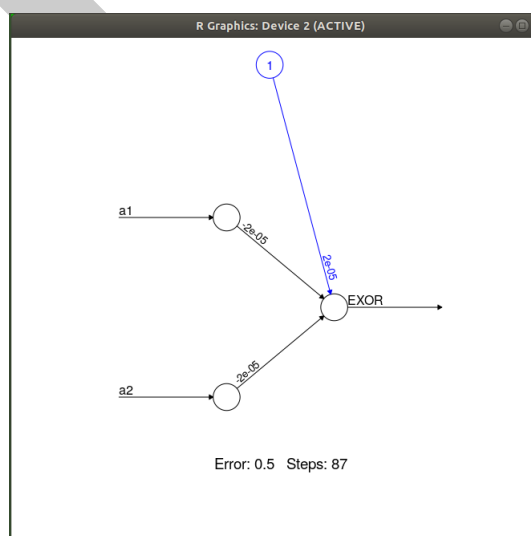 R Graphics: Device 2 (ACTIVE)
1
a1
-2e-05
2e-05
EXOR
-2e-05
a2
Error: 0.5 Steps: 87